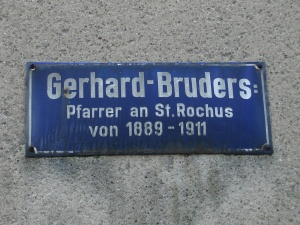 Gerhard-Bruders:
Pfarrer an St. Rochus
von 1889-1911